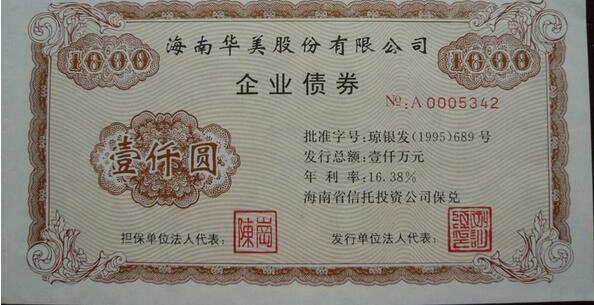 1000 海南华美股份有限公司 1000
企业债券
№:A 0005342
壹仟圆
批准字号:琼银发(1995)689号
发行总额:壹仟万元
年利率:16.38%
海南省信托投资公司保兑
担保单位法人代表: 陳崗
发行单位法人代表: